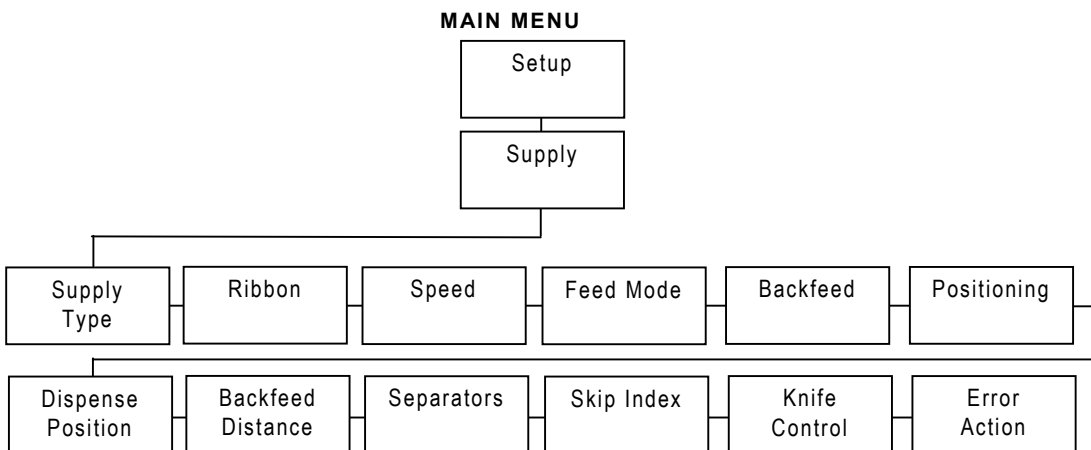 MAIN MENU
Setup
Supply
Supply
Type
Ribbon
Speed
Feed Mode
Backfeed
Positioning
Dispense
Position
Backfeed
Distance
Separators
Skip Index
Knife
Control
Error
Action